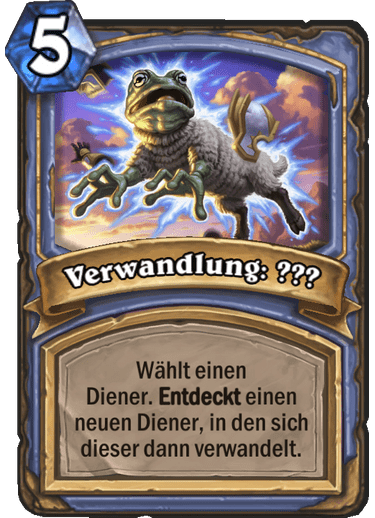 5
Verwandlung: ???
Wählt einen
Diener. Entdeckt einen
neuen Diener, in den sich
dieser dann verwandelt.